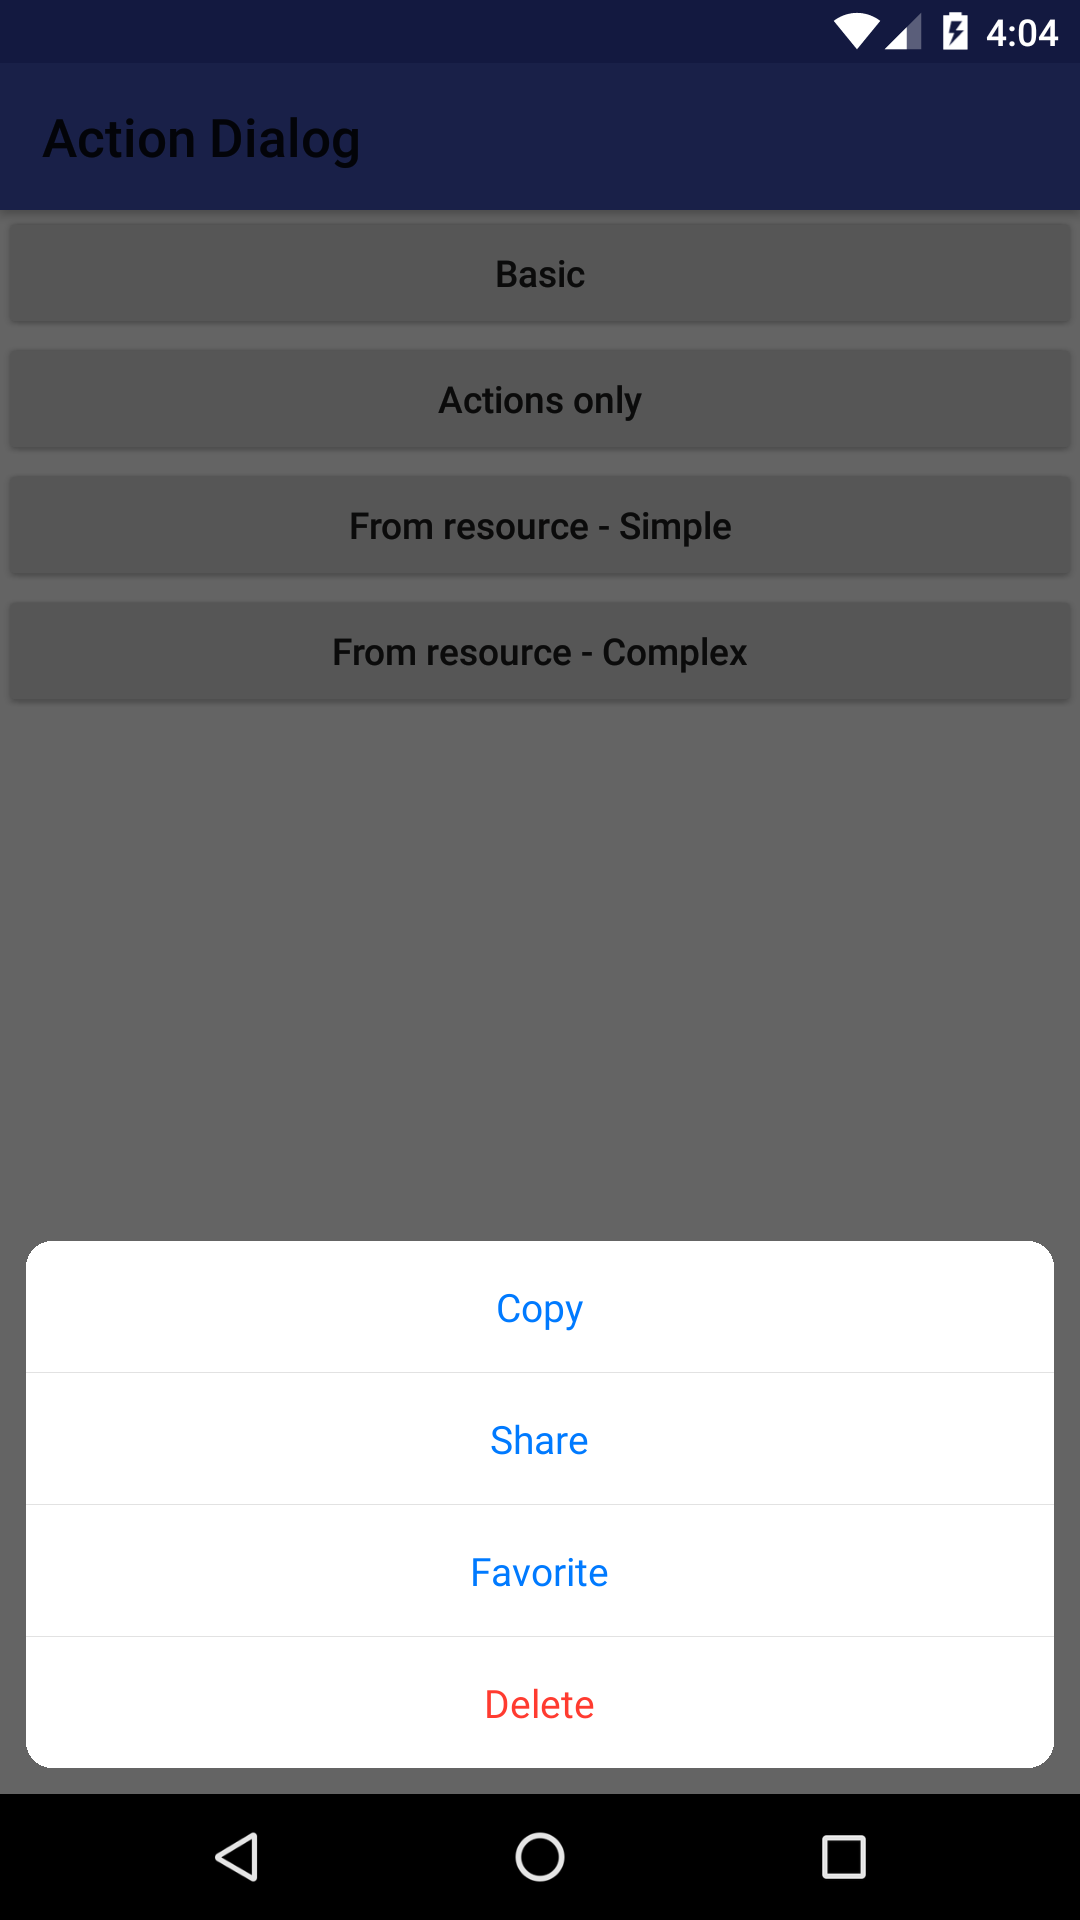 4:04
Action Dialog
Basic
Actions only
From resource - Simple
From resource - Complex
Copy
Share
Favorite
Delete